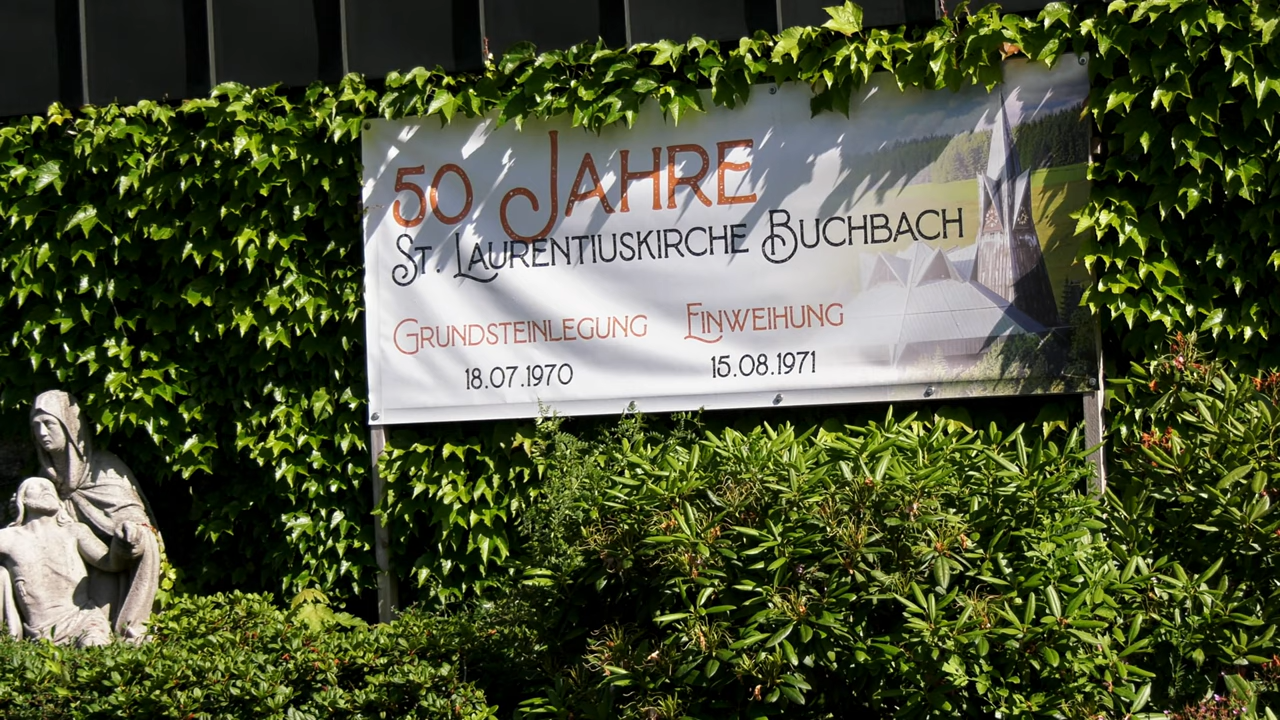 50 JAHRE
ST. LAURENTIUSKIRCHE BUCHBACH
GRUNDSTEINLEGUNG EINWEIHUNG
18.07.1970 15.08.1971